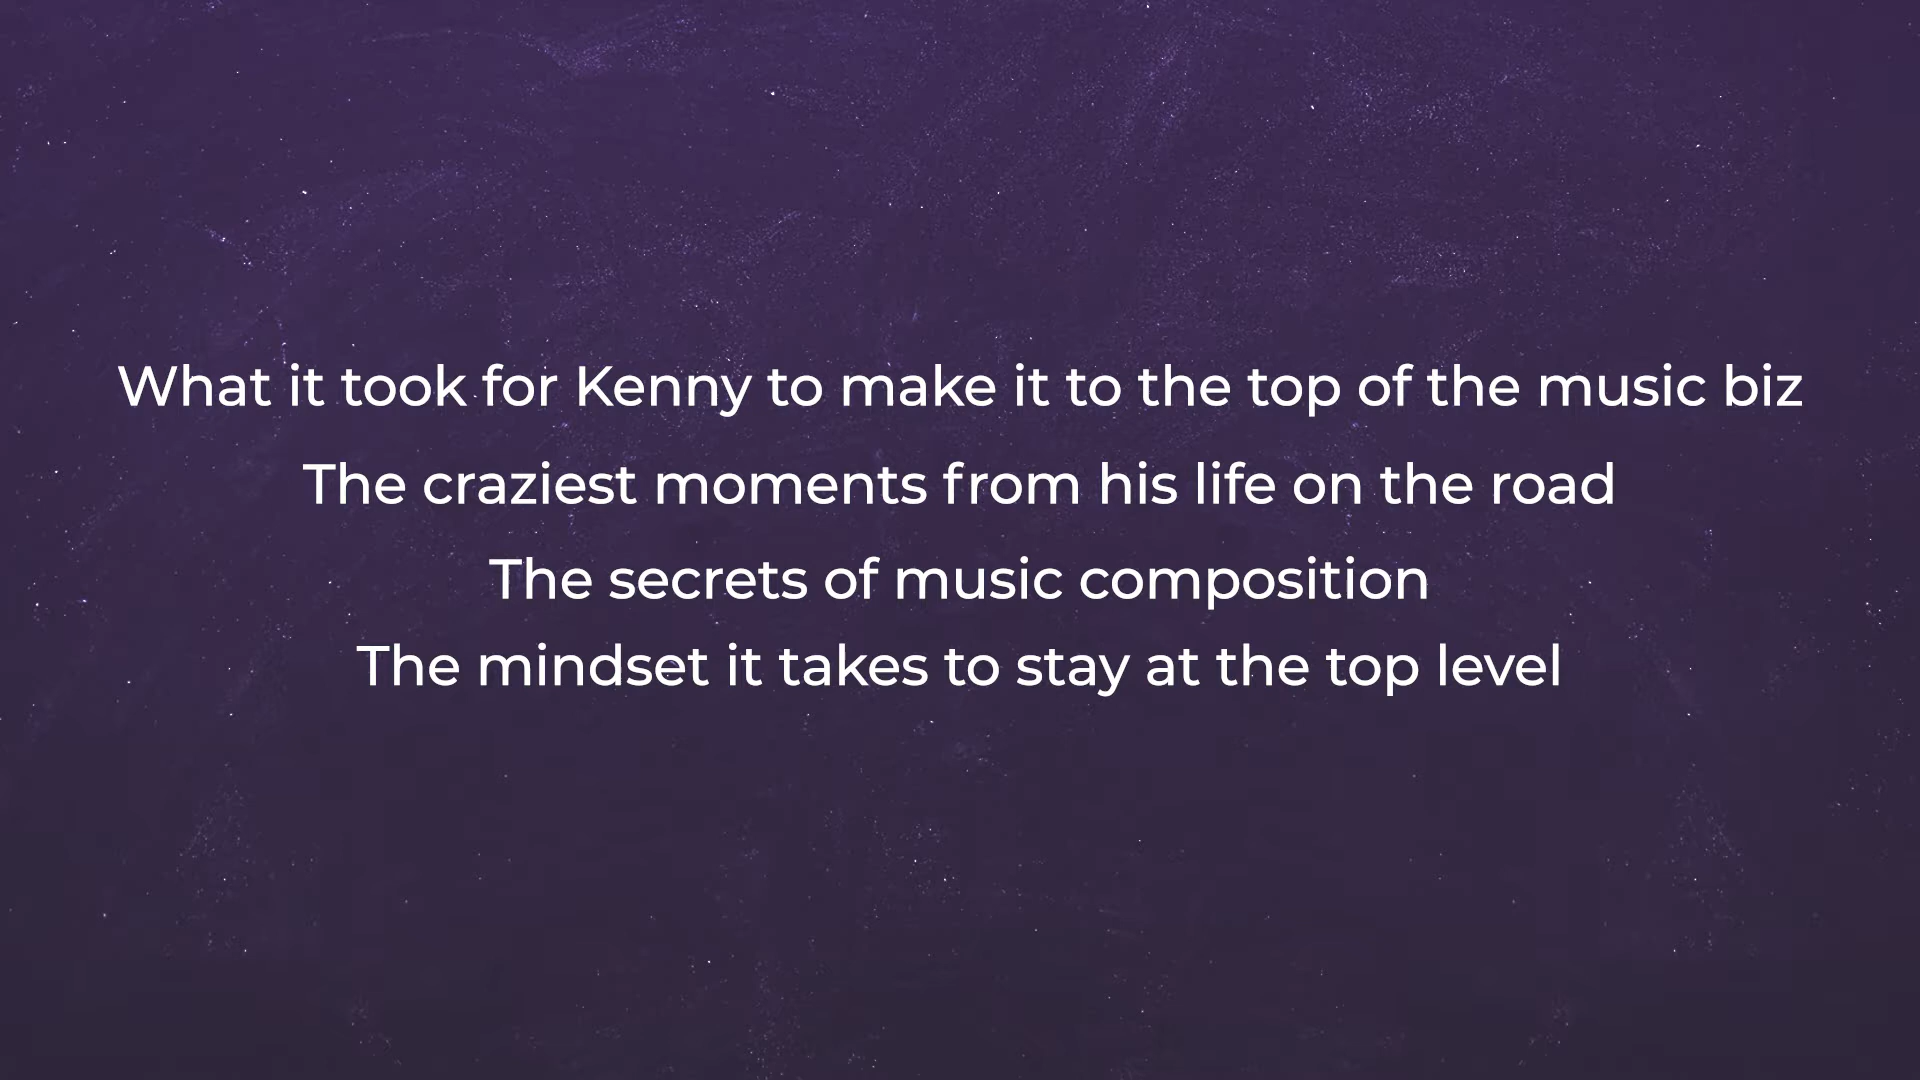 What it took for Kenny to make it to the top of the music biz
The craziest moments from his life on the road
The secrets of music composition
The mindset it takes to stay at the top level